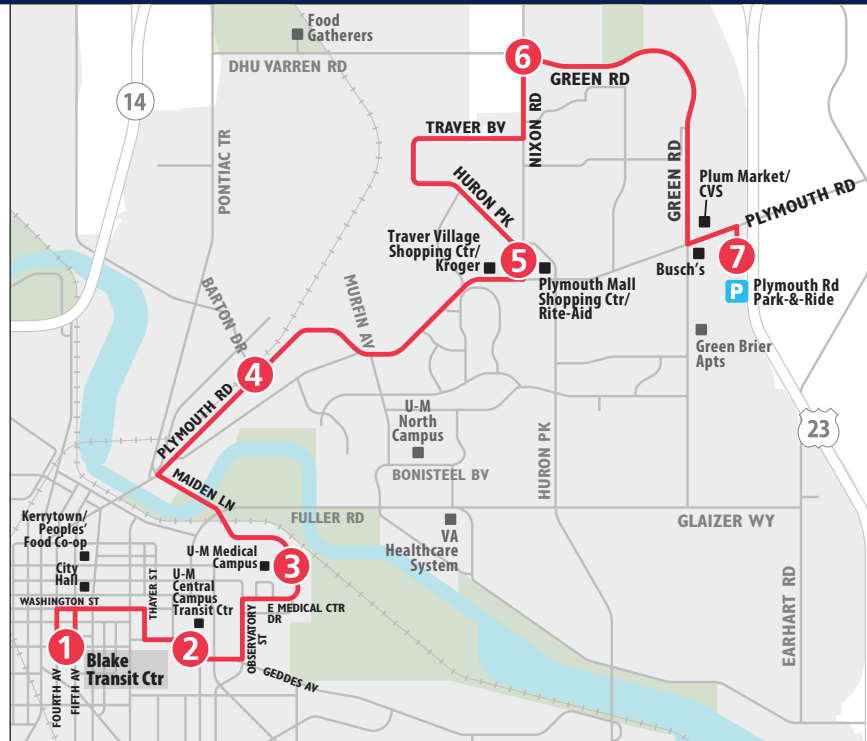 Food
Gatherers
6
DHU VARREN RD
GREEN RD
14
TRAVER BV
NIXON RD
PONTIAC TR
GREEN RD
Plum Market/
CVS
PLYMOUTH RD
HURON PK
Traver Village
Shopping Ctr/
Kroger
5
7
Busch's
Plymouth Mall
Shopping Ctr/
Rite-Aid
P
Plymouth Rd
Park-&-Ride
BARTON DR
MURFIN AV
Green Brier
Apts
4
PLYMOUTH RD
U-M
North
Campus
23
BONISTEEL BV
HURON PK
MAIDEN LN
FULLER RD
GLAIZER WY
Kerrytown/
Peoples'
Food Co-op
VA
Healthcare
System
U-M Medical
Campus
3
City
Hall
THAYER ST
U-M
Central
Campus
Transit Ctr
WASHINGTON ST
E MEDICAL CTR
DR
OBSERVATORY
ST
EARHART RD
1
2
Blake
Transit Ctr
GEDDES AV
FOURTH AV
FIFTH AV